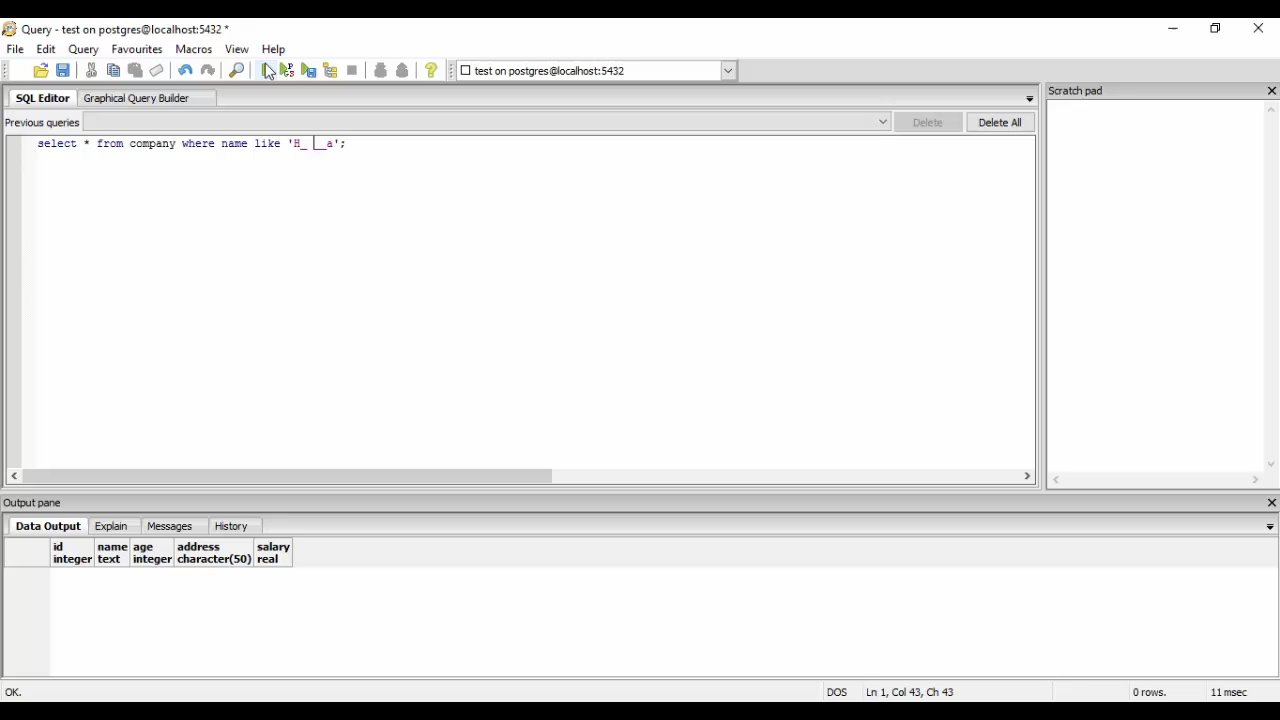 Query - test on postgres@localhost:5432 *
File Edit Query Favourites Macros View Help
test on postgres@localhost:5432
SQL Editor Graphical Query Builder
Scratch pad
Previous queries Delete Delete All
select * from company where name like 'H_ __a';
Output pane
Data Output Explain Messages History
id name age address salary
integer text integer character(50) real
OK. DOS Ln 1, Col 43, Ch 43 0 rows. 11 msec